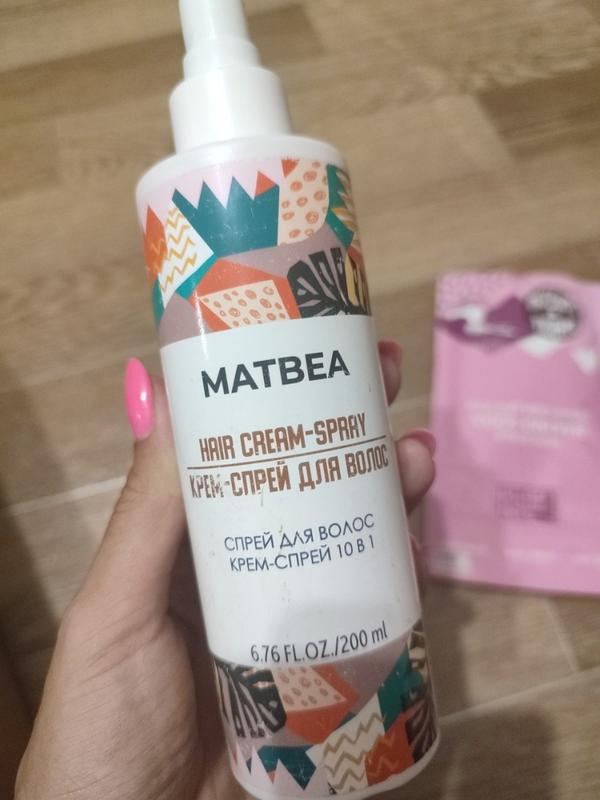 MATBEA
HAIR CREAM-SPRAY
КРЕМ-СПРЕЙ ДЛЯ ВОЛОС
СПРЕЙ ДЛЯ ВОЛОС
КРЕМ-СПРЕЙ 10 В 1
6.76 FL.OZ./200 ml